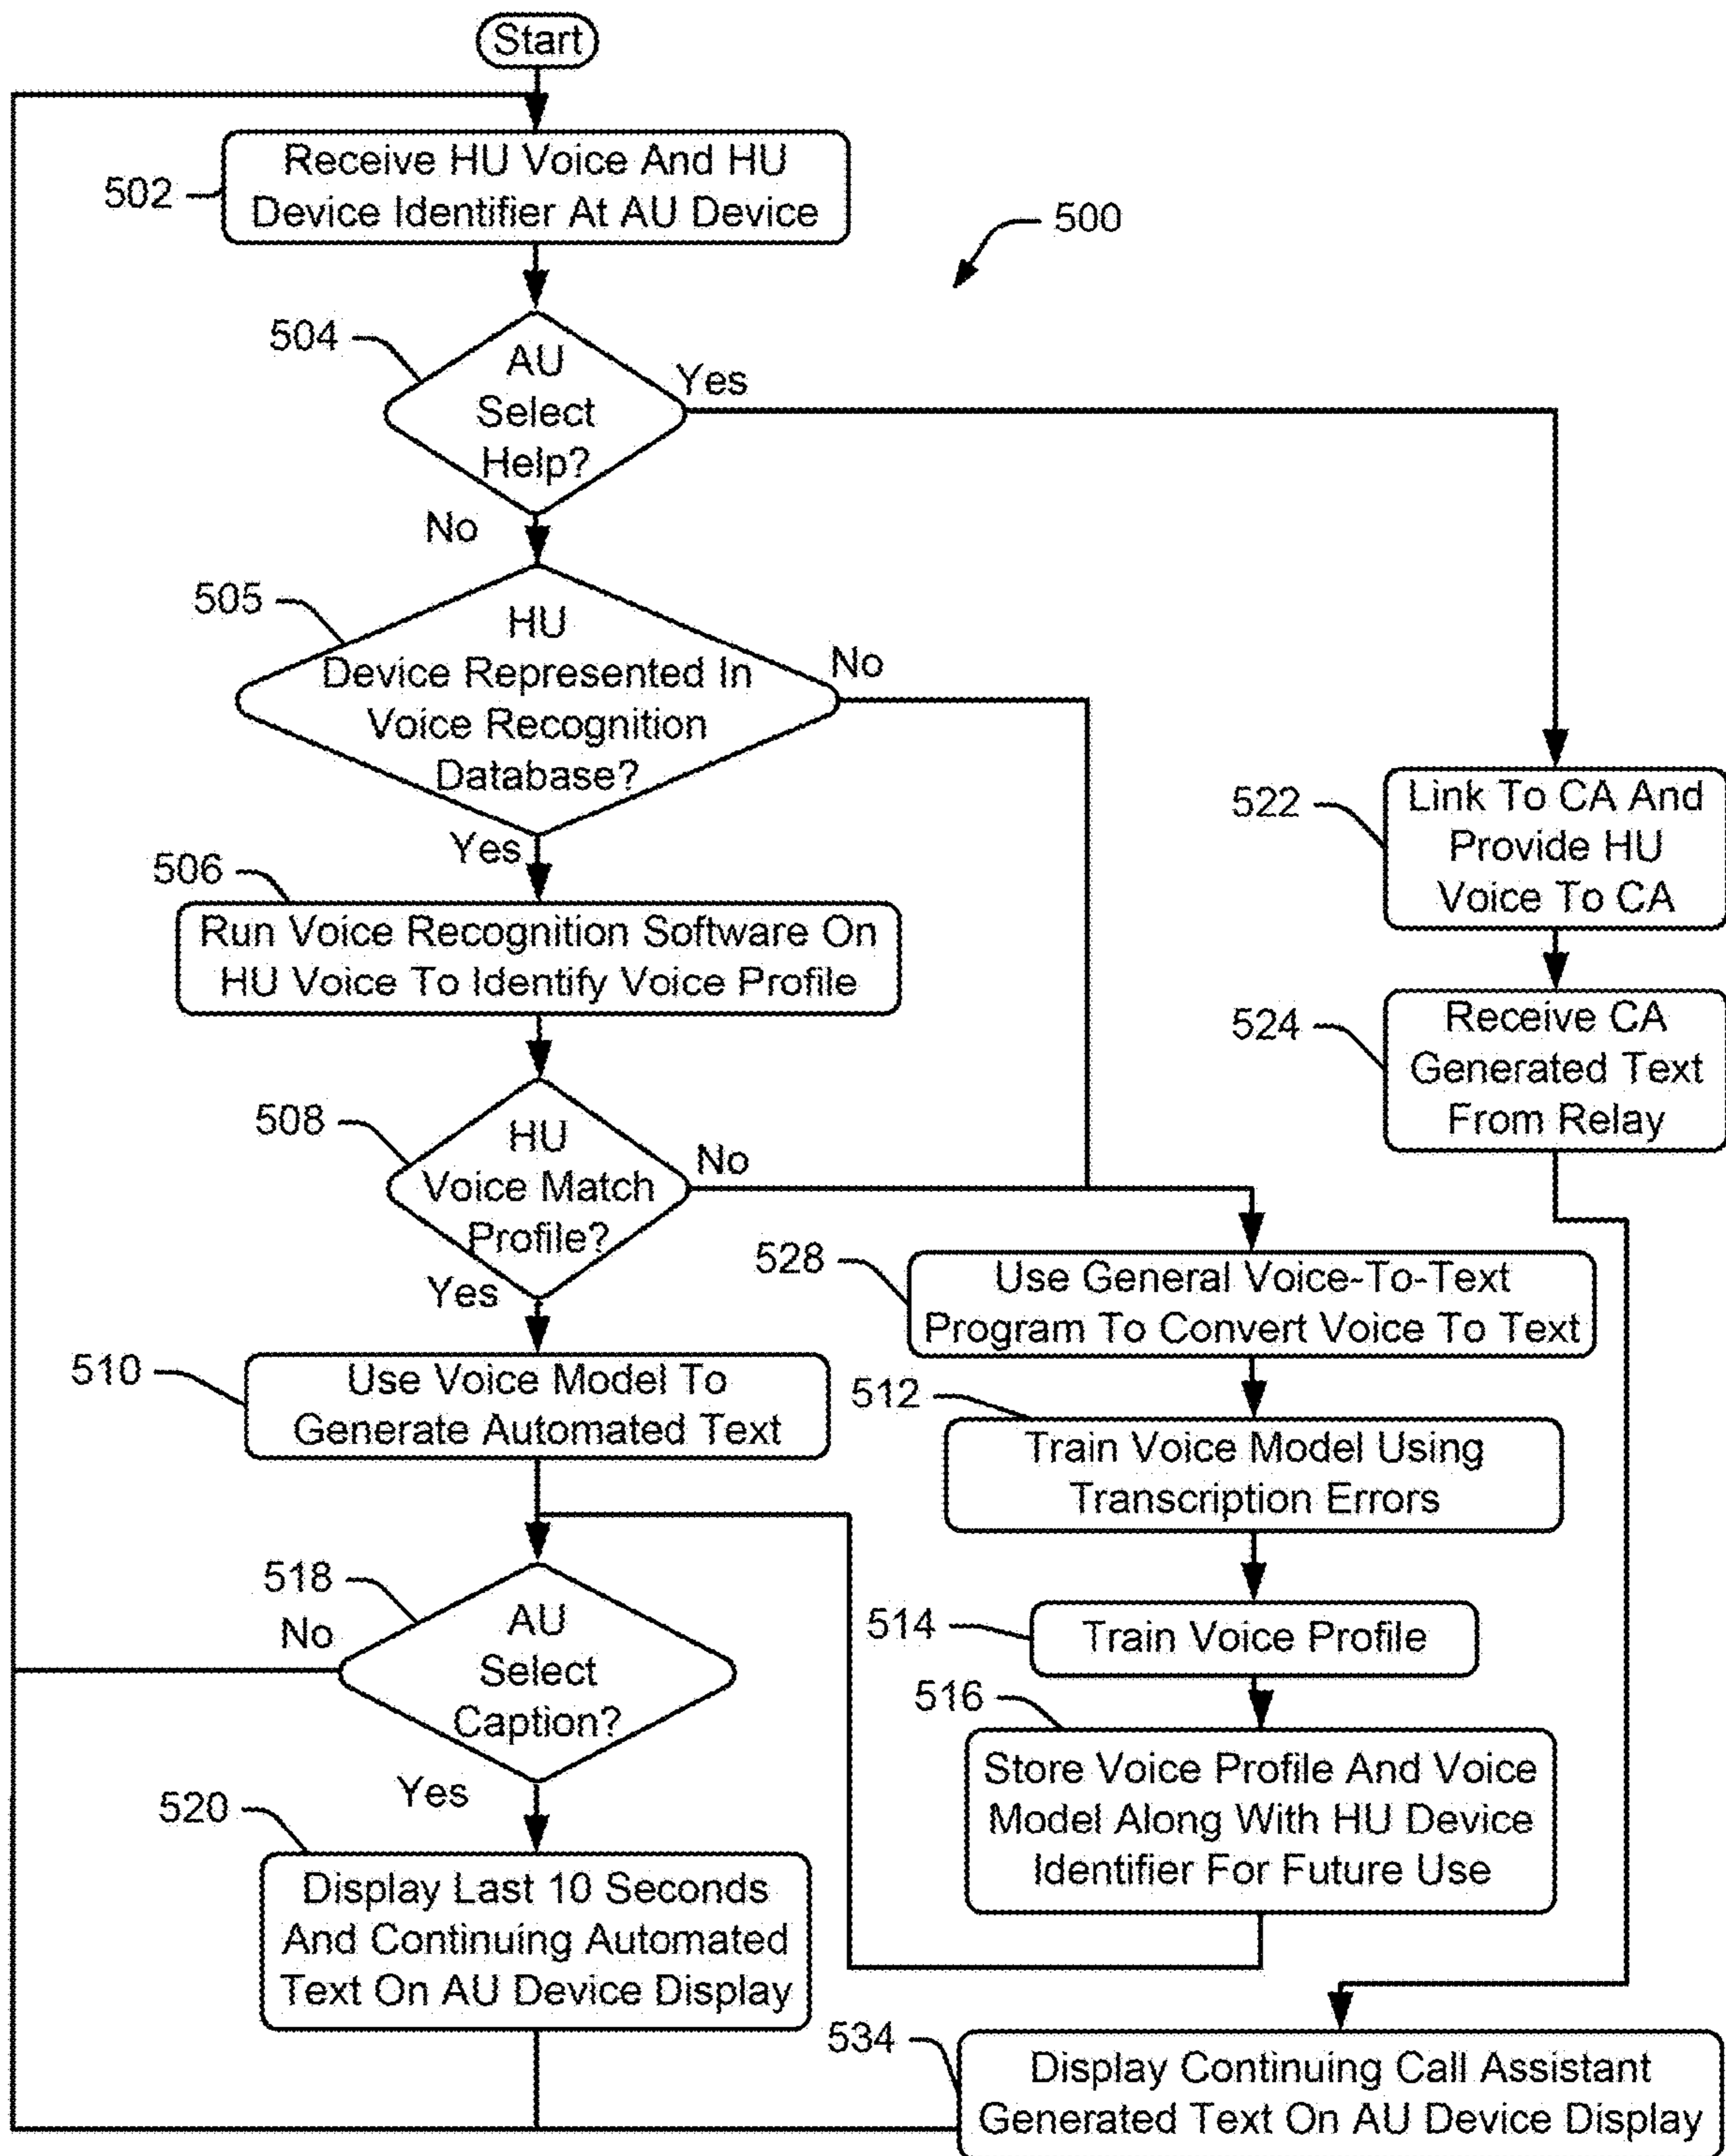 Start
Receive HU Voice And HU
Device Identifier At AU Device
502
500
504
AU
Select
Help?
Yes
No
505
HU
Device Represented In
Voice Recognition
Database?
No
Yes
522
Link To CA And
Provide HU
Voice To CA
506
Run Voice Recognition Software On
HU Voice To Identify Voice Profile
524
Receive CA
Generated Text
From Relay
508
HU
Voice Match
Profile?
No
Yes
528
Use General Voice-To-Text
Program To Convert Voice To Text
510
Use Voice Model To
Generate Automated Text
512
Train Voice Model Using
Transcription Errors
518
AU
Select
Caption?
No
Yes
514
Train Voice Profile
516
Store Voice Profile And Voice
Model Along With HU Device
Identifier For Future Use
520
Display Last 10 Seconds
And Continuing Automated
Text On AU Device Display
534
Display Continuing Call Assistant
Generated Text On AU Device Display